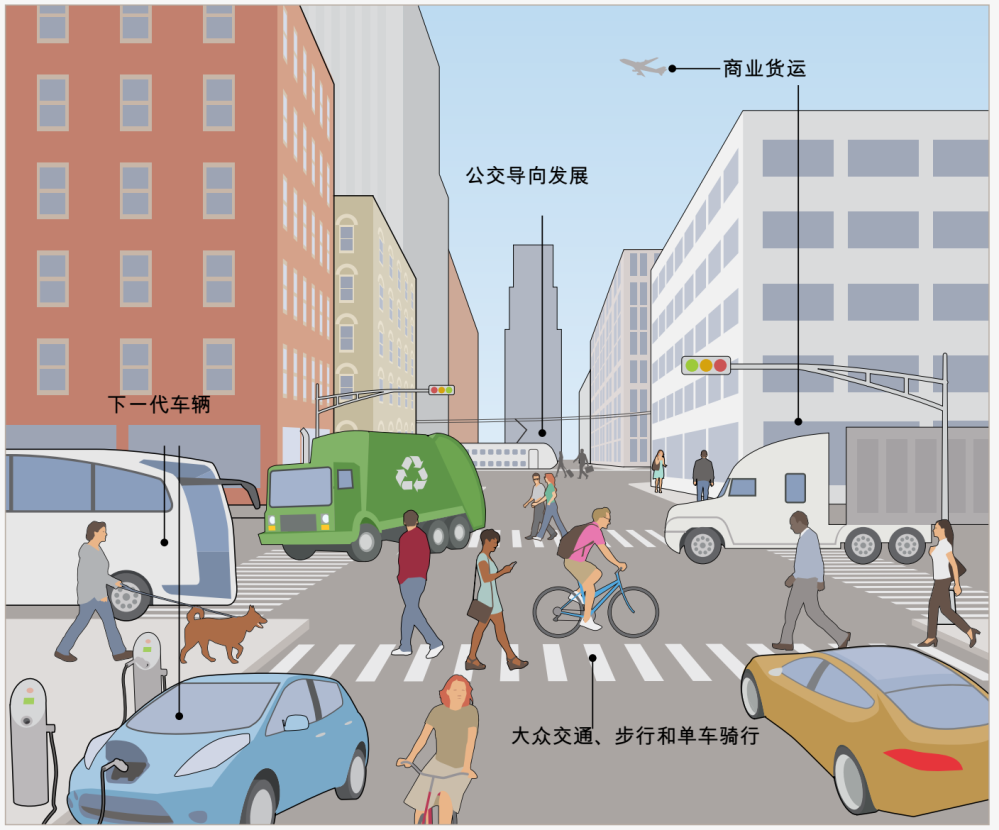 商业货运
公交导向发展
下一代车辆
大众交通、步行和单车骑行